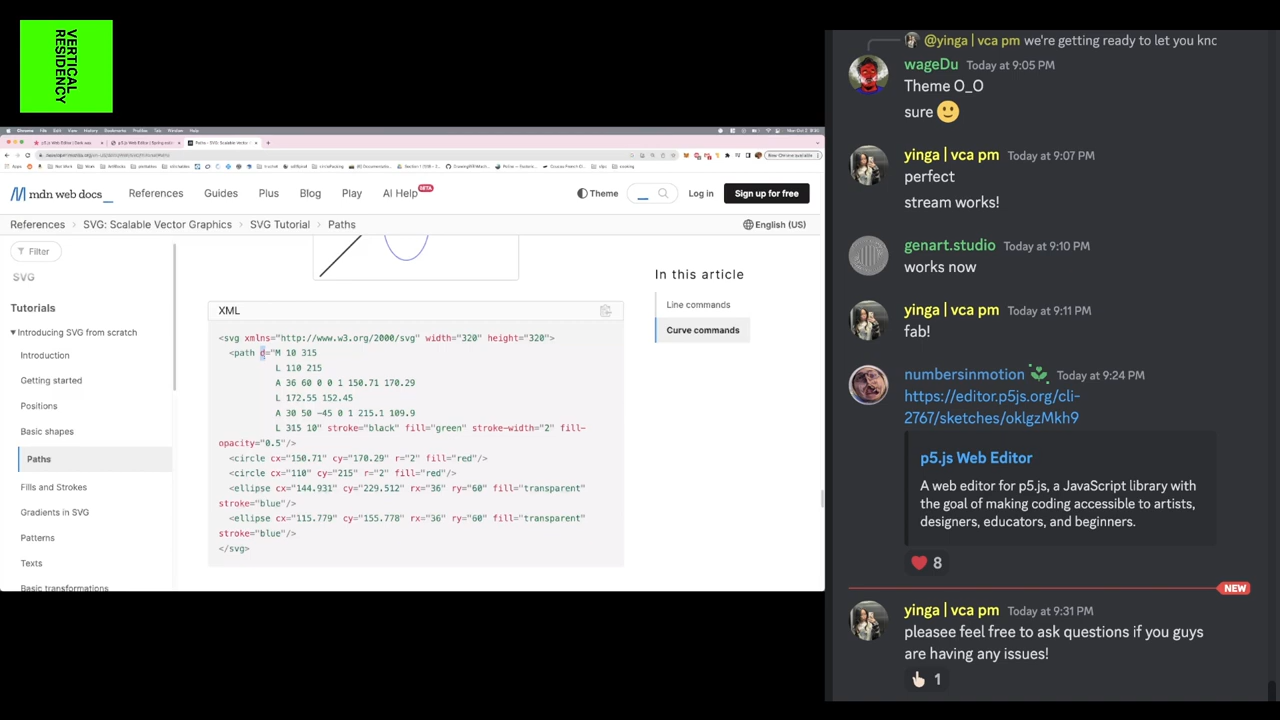 VERTICAL
RESIDENCY
Chrome File Edit View History Bookmarks Profiles Tab Window Help
mdn web docs
References Guides Plus Blog Play AI Help BETA
Theme
Log in
Sign up for free
References SVG: Scalable Vector Graphics SVG Tutorial Paths
English (US)
Filter
SVG
Tutorials
Introducing SVG from scratch
Introduction
Getting started
Positions
Basic shapes
Paths
Fills and Strokes
Gradients in SVG
Patterns
Texts
Basic transformations
XML
<svg xmlns="http://www.w3.org/2000/svg" width="320" height="320">
<path d="M 10 315
L 110 215
A 36 60 0 0 1 150.71 170.29
L 172.55 152.45
A 30 50 -45 0 1 215.1 109.9
L 315 10" stroke="black" fill="green" stroke-width="2" fill-
opacity="0.5"/>
<circle cx="150.71" cy="170.29" r="2" fill="red"/>
<circle cx="110" cy="215" r="2" fill="red"/>
<ellipse cx="144.931" cy="229.512" rx="36" ry="60" fill="transparent"
stroke="blue"/>
<ellipse cx="115.779" cy="155.778" rx="36" ry="60" fill="transparent"
stroke="blue"/>
</svg>
In this article
Line commands
Curve commands
@yinga | vca pm we're getting ready to let you knc
wageDu Today at 9:05 PM
Theme O_O
sure 🙂
yinga | vca pm Today at 9:07 PM
perfect
stream works!
genart.studio Today at 9:10 PM
works now
yinga | vca pm Today at 9:11 PM
fab!
numbersinmotion Today at 9:24 PM
https://editor.p5js.org/cli-
2767/sketches/oklgzMkh9
p5.js Web Editor
A web editor for p5.js, a JavaScript library with
the goal of making coding accessible to artists,
designers, educators, and beginners.
8
NEW
yinga | vca pm Today at 9:31 PM
pleasee feel free to ask questions if you guys
are having any issues!
1